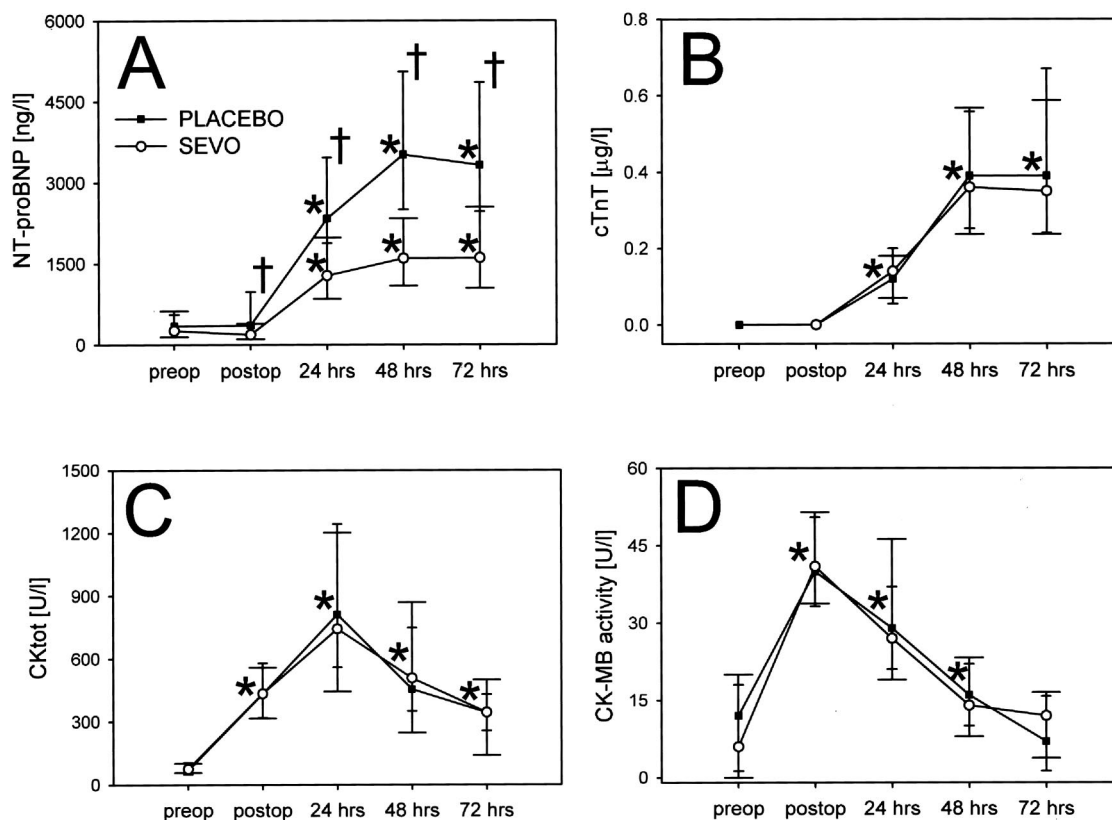 A
NT-proBNP [ng/l]
6000
4500
3000
1500
0
PLACEBO
SEVO
* * * * * *
† † † †
preop postop 24 hrs 48 hrs 72 hrs
B
cTnT [µg/l]
0.8
0.6
0.4
0.2
0.0
* * *
preop postop 24 hrs 48 hrs 72 hrs
C
CKtot [U/l]
1500
1200
900
600
300
0
* * * *
preop postop 24 hrs 48 hrs 72 hrs
D
CK-MB activity [U/l]
60
45
30
15
0
* * *
preop postop 24 hrs 48 hrs 72 hrs